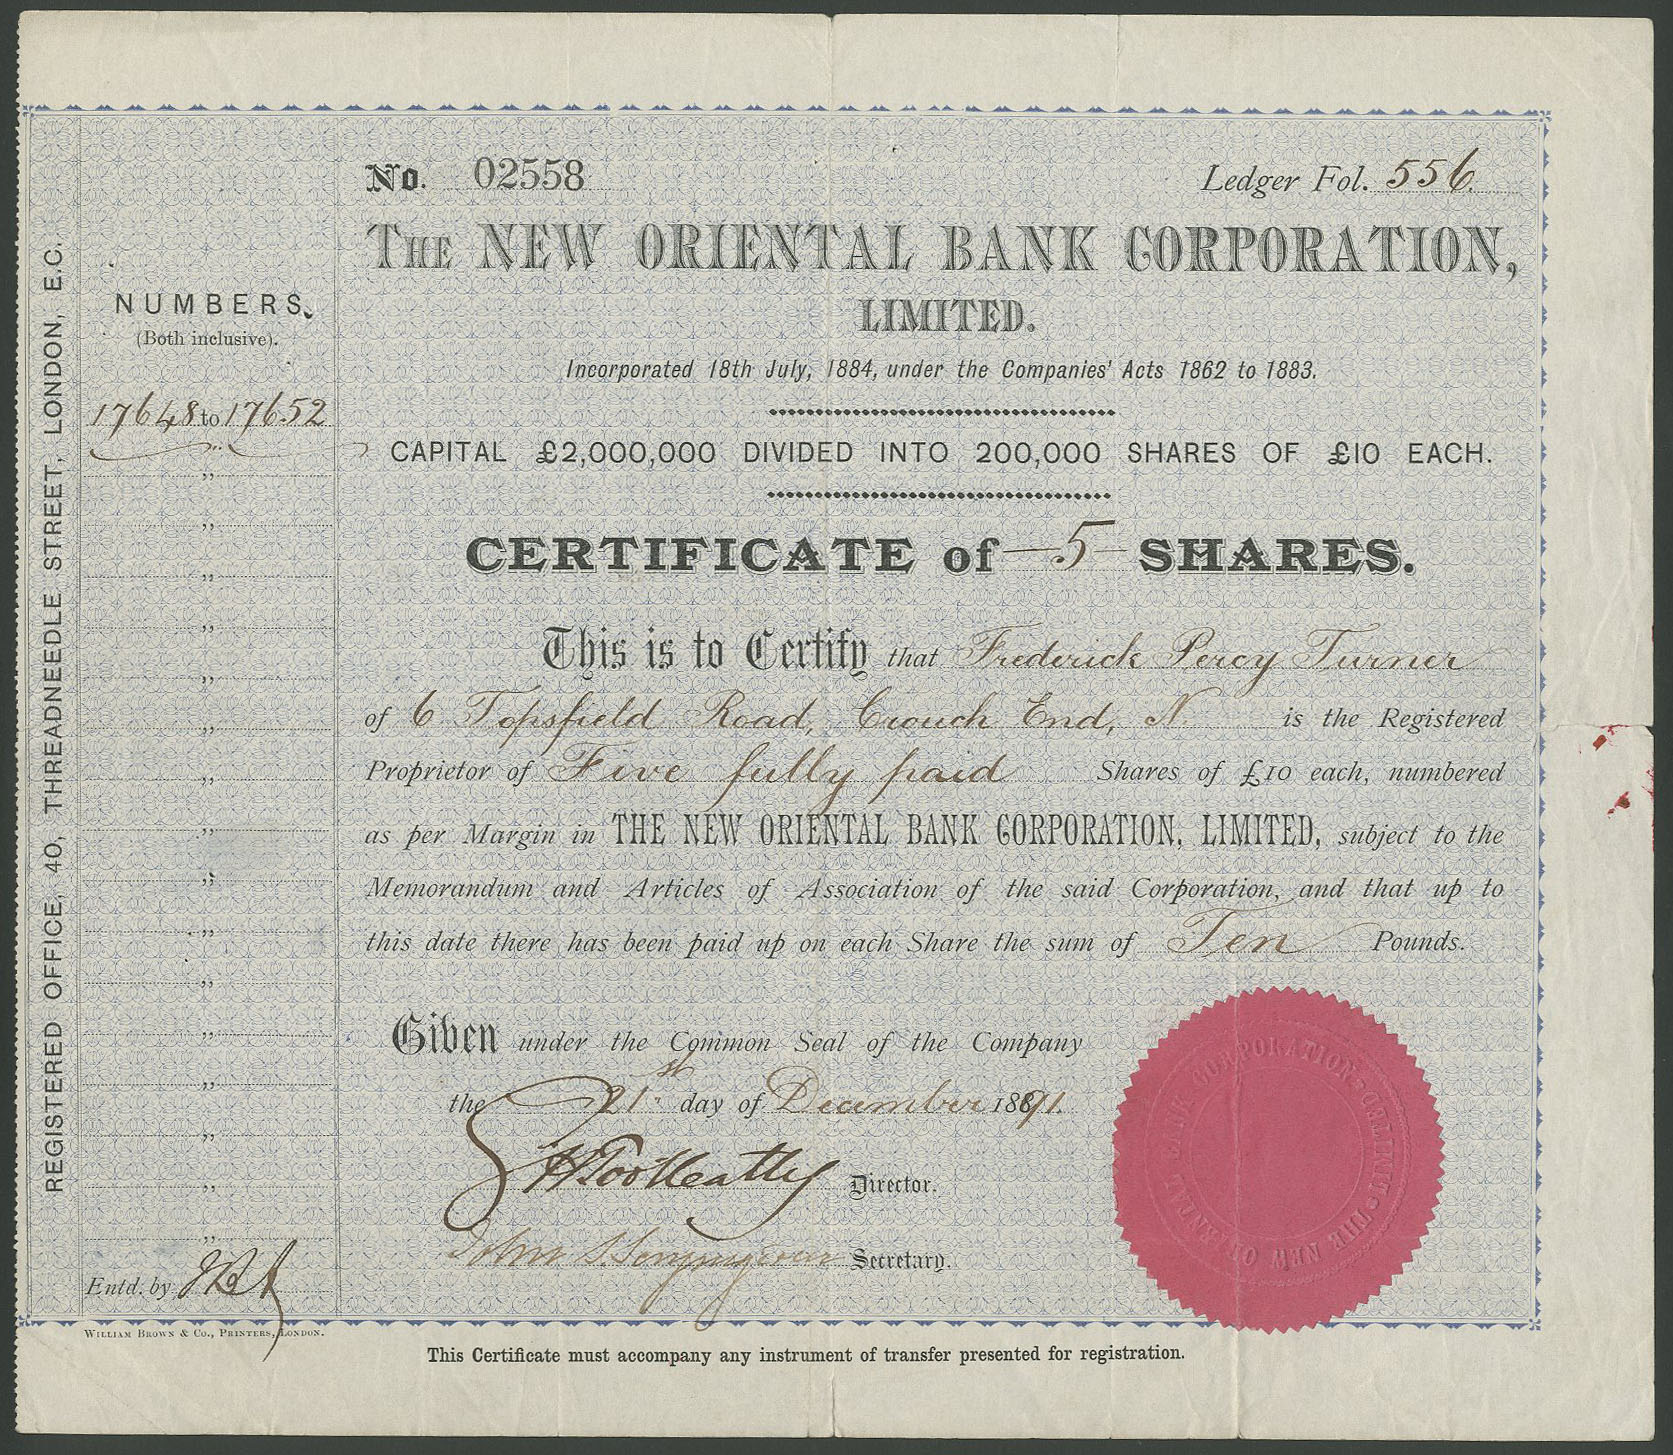 No. 02558
Ledger Fol. 556.
THE NEW ORIENTAL BANK CORPORATION,
LIMITED.
Incorporated 18th July, 1884, under the Companies' Acts 1862 to 1883.
CAPITAL £2,000,000 DIVIDED INTO 200,000 SHARES OF £10 EACH.
CERTIFICATE of 5 SHARES.
This is to Certify that Frederick Percy Turner
of 6 Topsfield Road, Crouch End, N. is the Registered
Proprietor of Five fully paid Shares of £10 each, numbered
as per Margin in THE NEW ORIENTAL BANK CORPORATION, LIMITED, subject to the
Memorandum and Articles of Association of the said Corporation, and that up to
this date there has been paid up on each Share the sum of Ten Pounds.
Given under the Common Seal of the Company
the 21st day of December 1891.
Director.
John Secretary.
CORPORATION LIMITED THE NEW ORIENTAL BANK
REGISTERED OFFICE, 40, THREADNEEDLE STREET, LONDON, E.C.
NUMBERS.
(Both inclusive).
17648 to 17652
Entd. by
WILLIAM BROWN & CO., PRINTERS, LONDON.
This Certificate must accompany any instrument of transfer presented for registration.